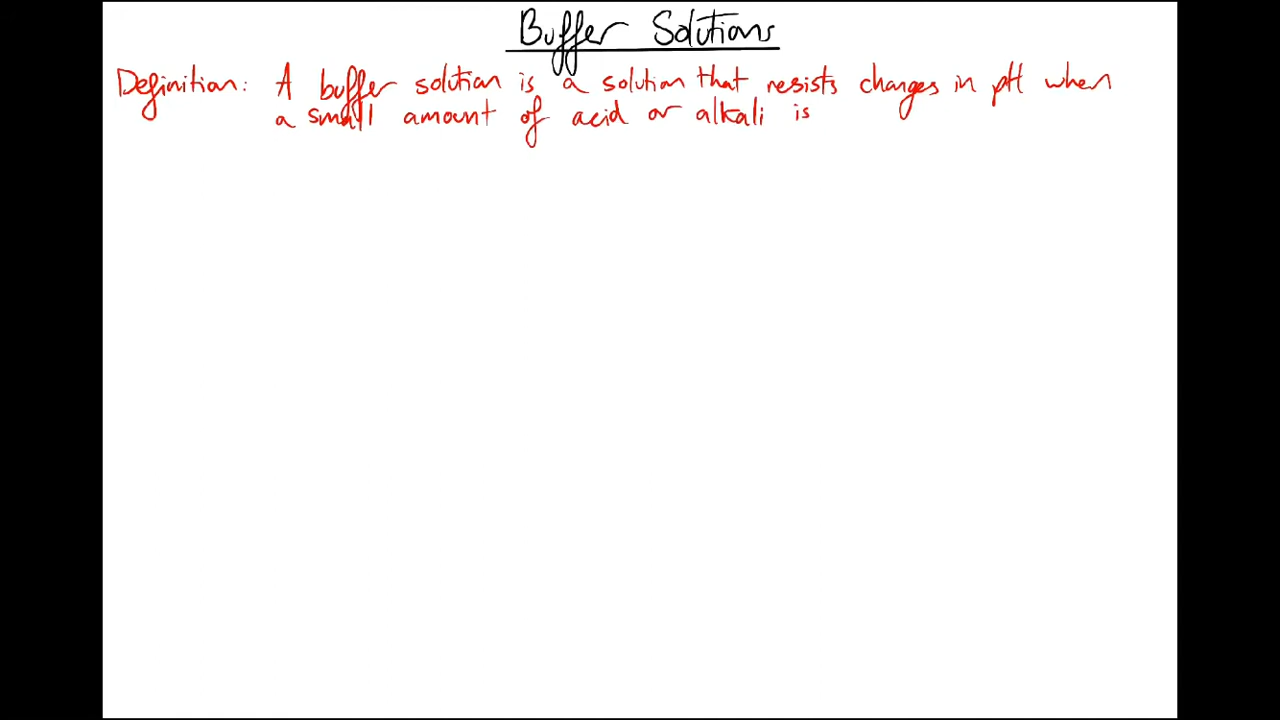 Buffer Solutions
Definition: A buffer solution is a solution that resists changes in pH when
a small amount of acid or alkali is